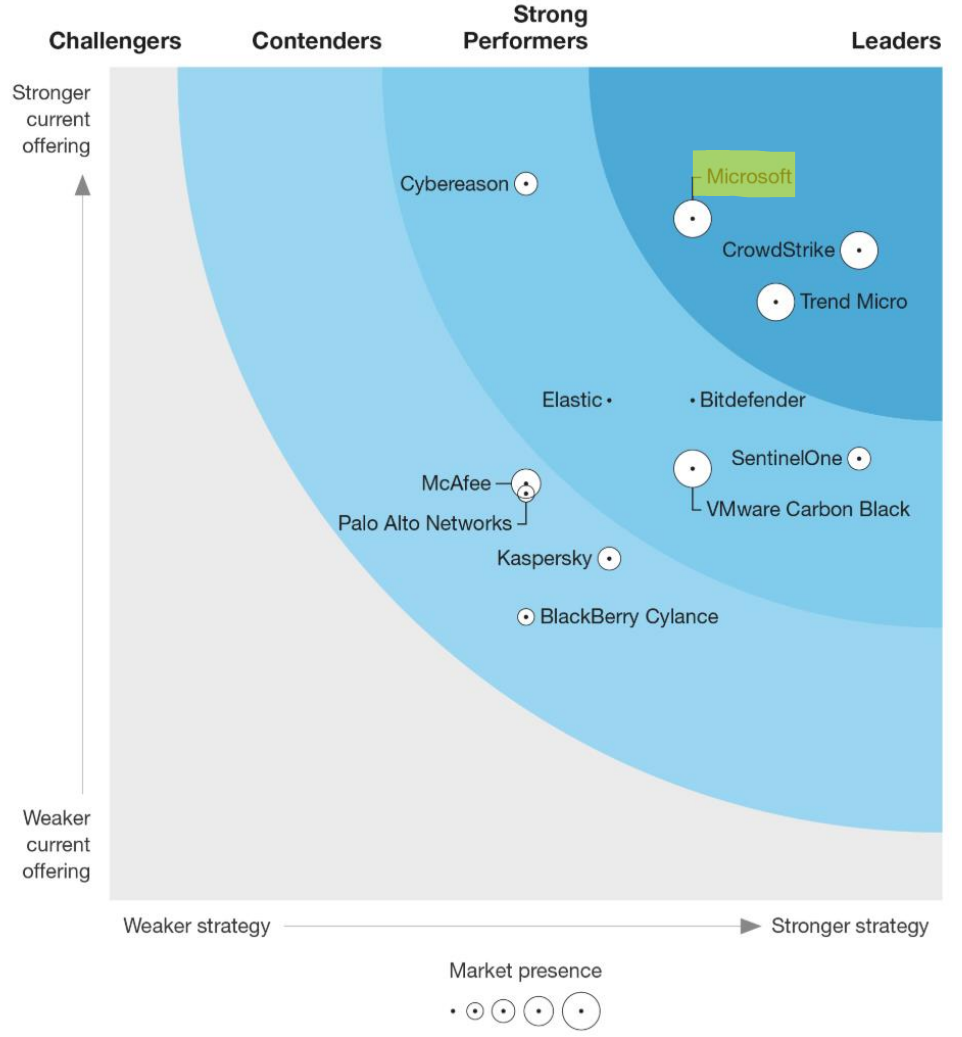 Strong
Challengers Contenders Performers Leaders
Stronger
current
offering
Microsoft
Cybereason
CrowdStrike
Trend Micro
Elastic
Bitdefender
SentinelOne
McAfee
VMware Carbon Black
Palo Alto Networks
Kaspersky
BlackBerry Cylance
Weaker
current
offering
Weaker strategy
Stronger strategy
Market presence